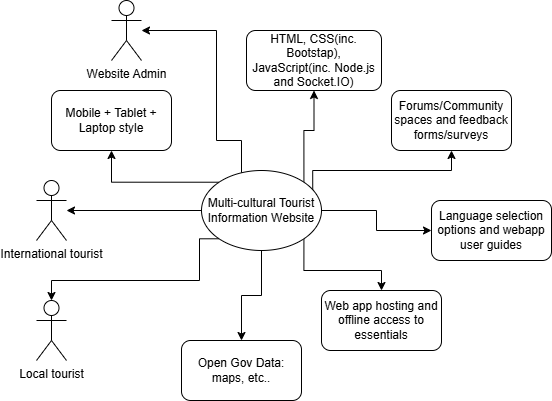 HTML, CSS(inc.
Bootstap),
JavaScript(inc. Node.js
and Socket.IO)
Website Admin
Mobile + Tablet +
Laptop style
Forums/Community
spaces and feedback
forms/surveys
Multi-cultural Tourist
Information Website
International tourist
Language selection
options and webapp
user guides
Web app hosting and
offline access to
essentials
Local tourist
Open Gov Data:
maps, etc..